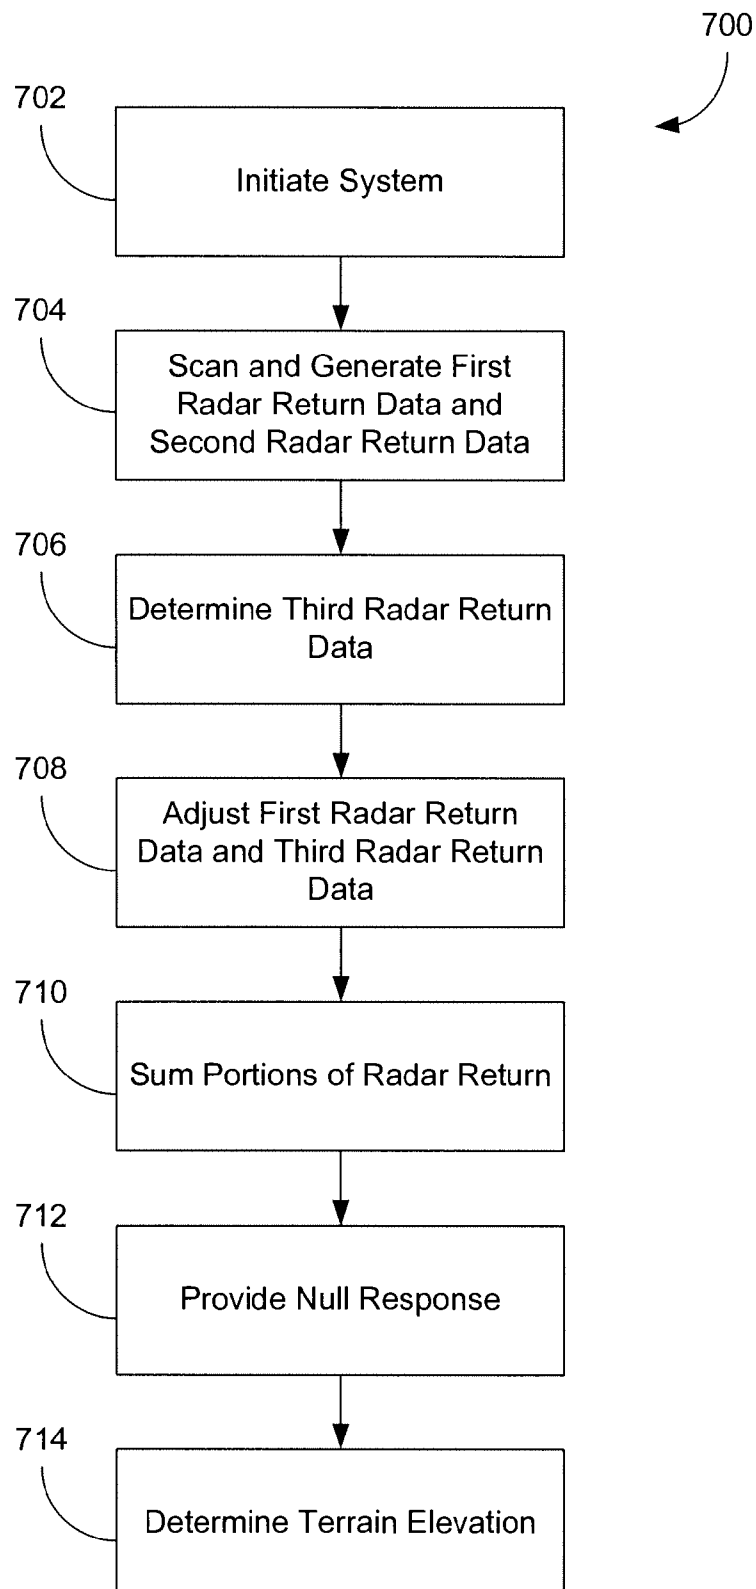 700
702
Initiate System
704
Scan and Generate First
Radar Return Data and
Second Radar Return Data
706
Determine Third Radar Return
Data
708
Adjust First Radar Return
Data and Third Radar Return
Data
710
Sum Portions of Radar Return
712
Provide Null Response
714
Determine Terrain Elevation